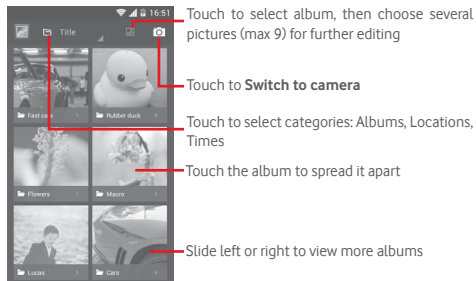 16:51
Title
Touch to select album, then choose several
pictures (max 9) for further editing
Touch to Switch to camera
Touch to select categories: Albums, Locations,
Times
Touch the album to spread it apart
Slide left or right to view more albums
Fast cars
Rubber duck
Flowers
Macro
Lucas
Cars